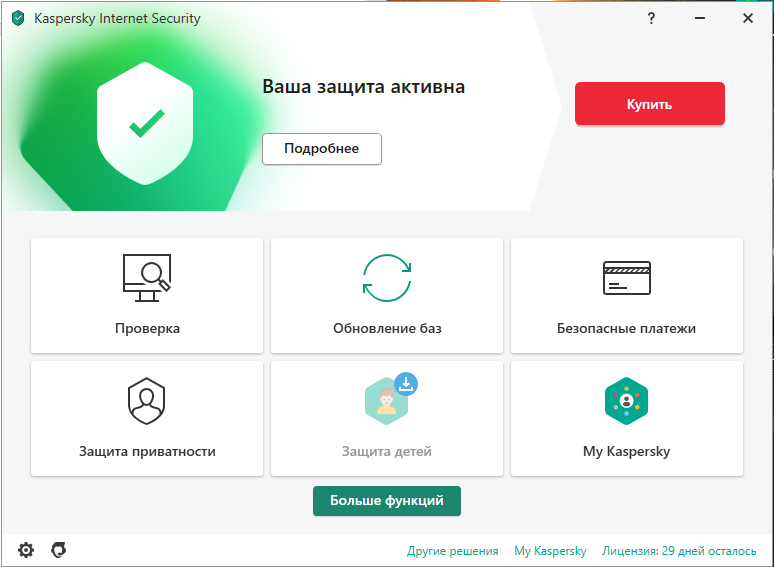 Kaspersky Internet Security
?
Ваша защита активна
Купить
Подробнее
Проверка
Обновление баз
Безопасные платежи
Защита приватности
Защита детей
My Kaspersky
Больше функций
Другие решения My Kaspersky Лицензия: 29 дней осталось